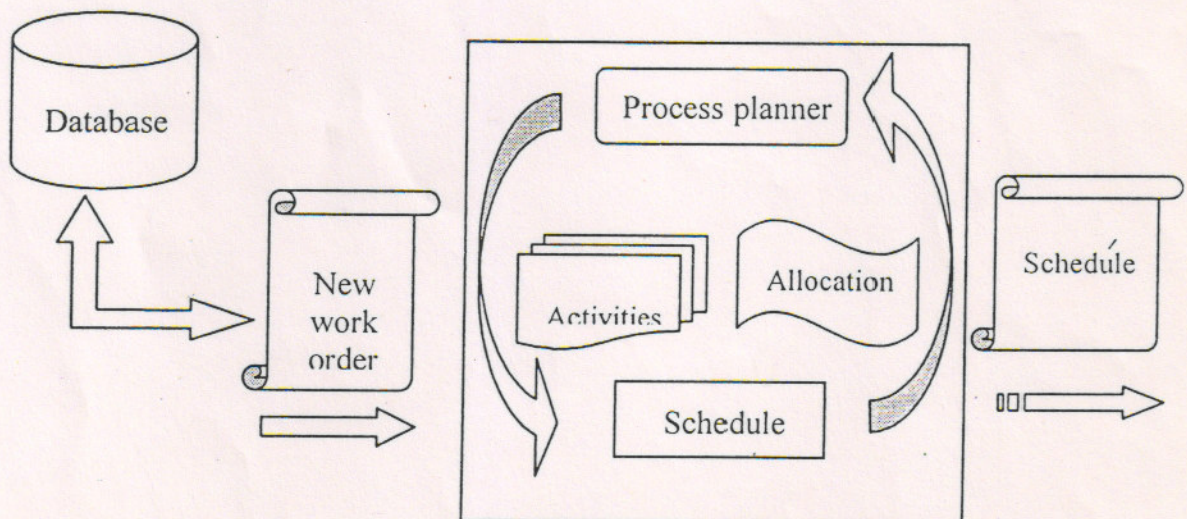 Database
New
work
order
Process planner
Activities
Allocation
Schedule
Schedule